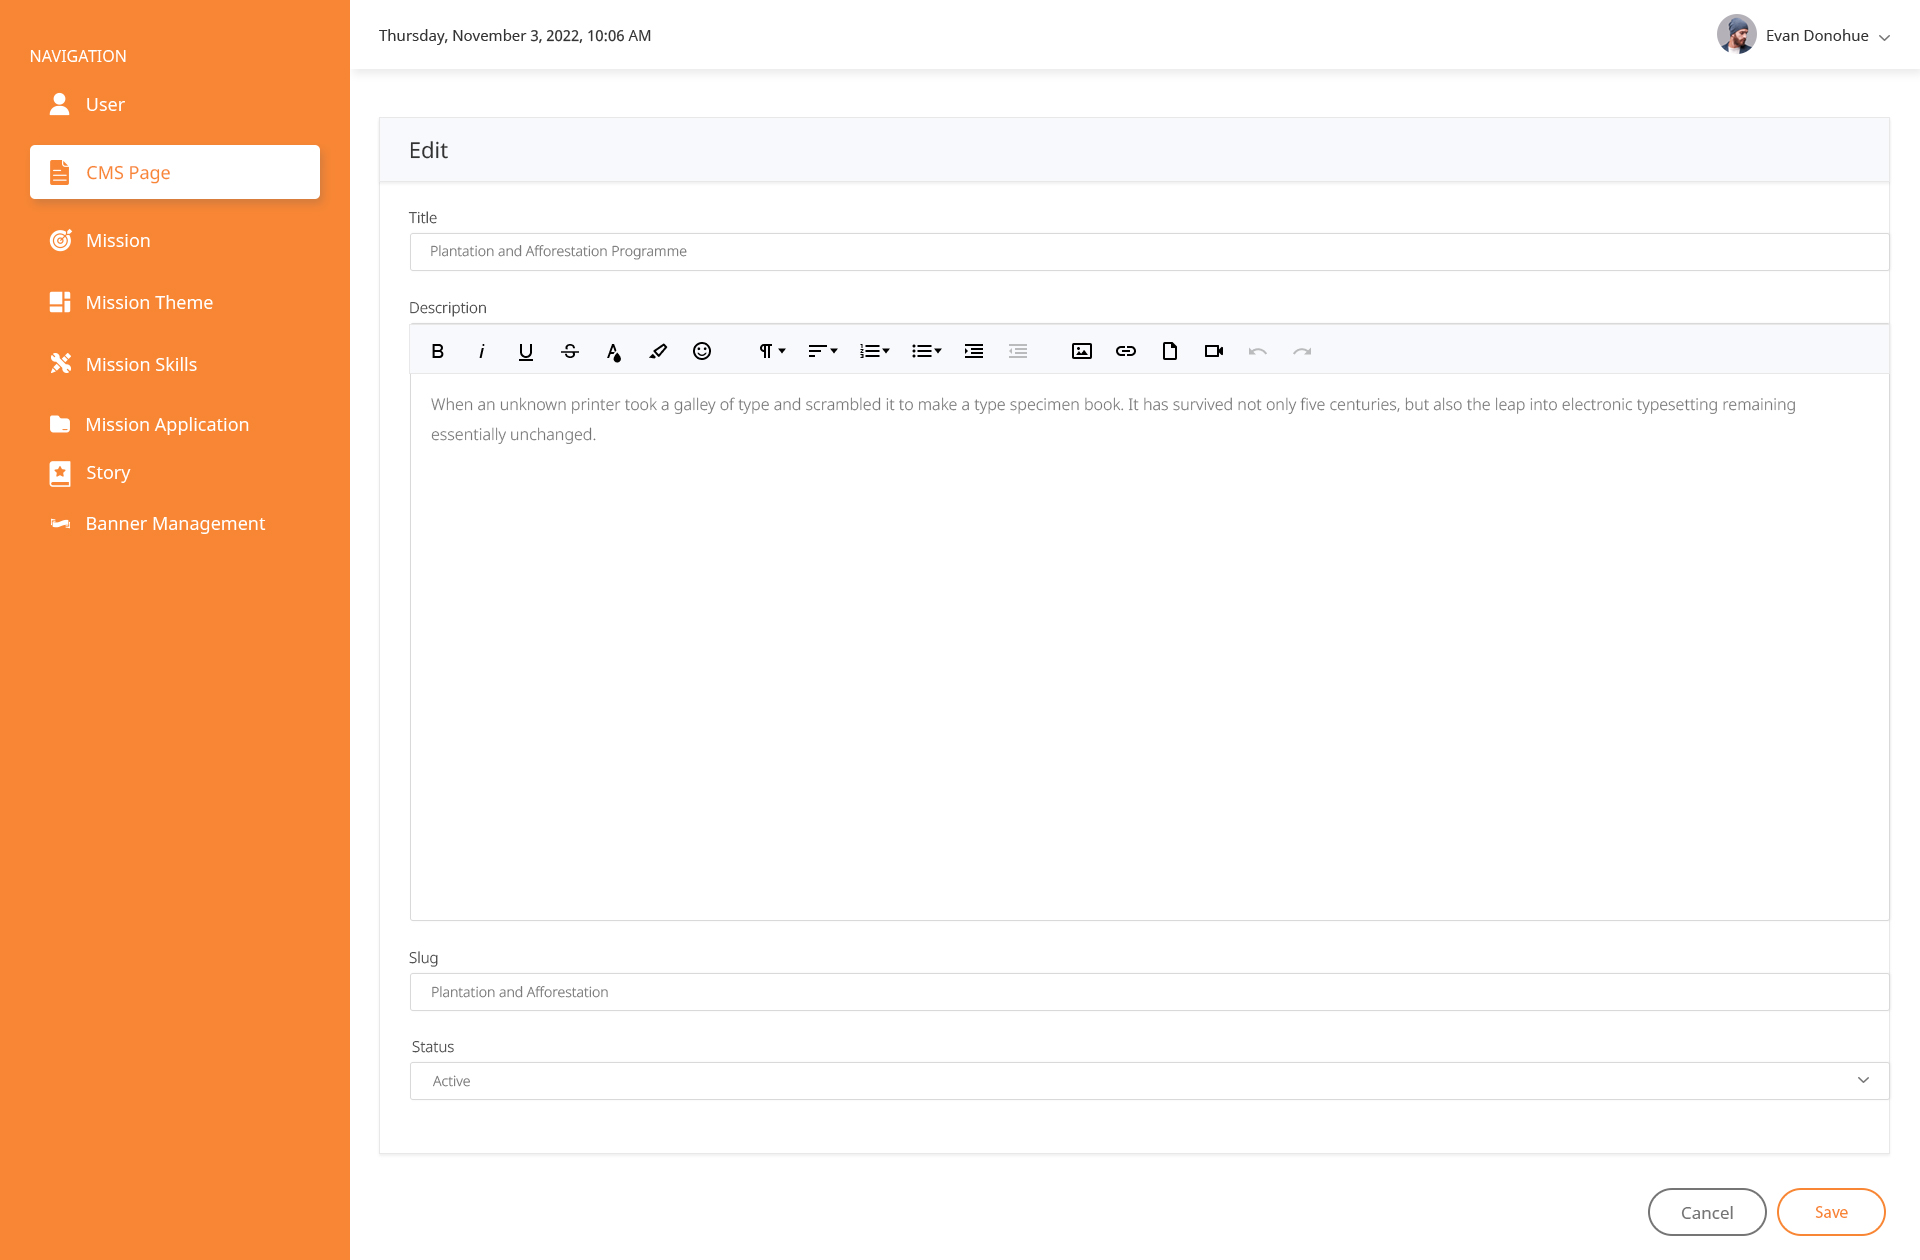 NAVIGATION
User
CMS Page
Mission
Mission Theme
Mission Skills
Mission Application
Story
Banner Management
Thursday, November 3, 2022, 10:06 AM
Evan Donohue
Edit
Title
Plantation and Afforestation Programme
Description
When an unknown printer took a galley of type and scrambled it to make a type specimen book. It has survived not only five centuries, but also the leap into electronic typesetting remaining
essentially unchanged.
Slug
Plantation and Afforestation
Status
Active
Cancel
Save